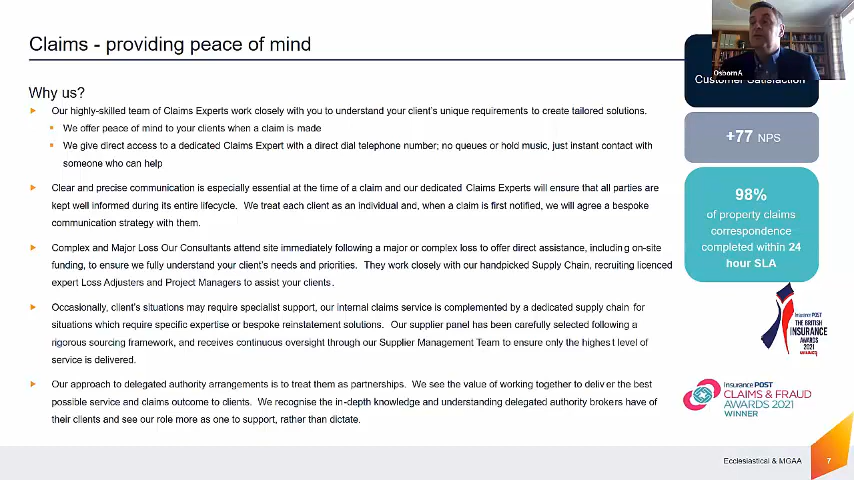 Claims - providing peace of mind
Why us?
Our highly-skilled team of Claims Experts work closely with you to understand your client's unique requirements to create tailored solutions.
We offer peace of mind to your clients when a claim is made
We give direct access to a dedicated Claims Expert with a direct dial telephone number; no queues or hold music, just instant contact with
someone who can help
Clear and precise communication is especially essential at the time of a claim and our dedicated Claims Experts will ensure that all parties are
kept well informed during its entire lifecycle. We treat each client as an individual and, when a claim is first notified, we will agree a bespoke
communication strategy with them.
Complex and Major Loss Our Consultants attend site immediately following a major or complex loss to offer direct assistance, including on-site
funding, to ensure we fully understand your client's needs and priorities. They work closely with our handpicked Supply Chain, recruiting licenced
expert Loss Adjusters and Project Managers to assist your clients.
Occasionally, client's situations may require specialist support, our internal claims service is complemented by a dedicated supply chain for
situations which require specific expertise or bespoke reinstatement solutions. Our supplier panel has been carefully selected following a
rigorous sourcing framework, and receives continuous oversight through our Supplier Management Team to ensure only the highest level of
service is delivered.
Our approach to delegated authority arrangements is to treat them as partnerships. We see the value of working together to deliver the best
possible service and claims outcome to clients. We recognise the in-depth knowledge and understanding delegated authority brokers have of
their clients and see our role more as one to support, rather than dictate.
OsbornA
Customer Satisfaction
+77 NPS
98%
of property claims
correspondence
completed within 24
hour SLA
Insurance POST
THE BRITISH
INSURANCE
AWARDS
2021
WINNER
Insurance POST
CLAIMS & FRAUD
AWARDS 2021
WINNER
Ecclesiastical & MGAA
7